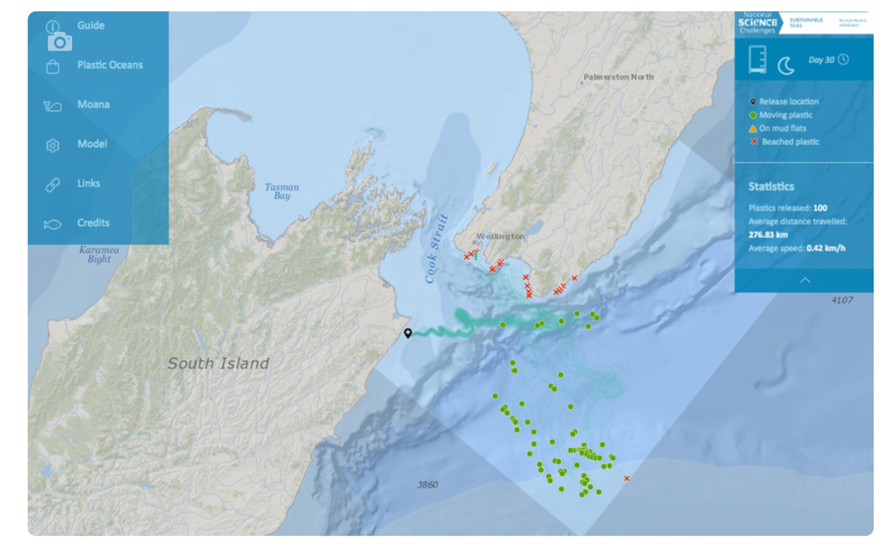 Guide
Plastic Oceans
Moana
Model
Links
Credits
Tasman
Bay
Karamea
Bight
Cook Strait
Wellington
Palmerston North
South Island
3860
4107
National
SCIENCE
Challenges
SUSTAINABLE
SEAS
Day 30
Release location
Moving plastic
On mud flats
Beached plastic
Statistics
Plastics released: 100
Average distance travelled:
276.83 km
Average speed: 0.42 km/h